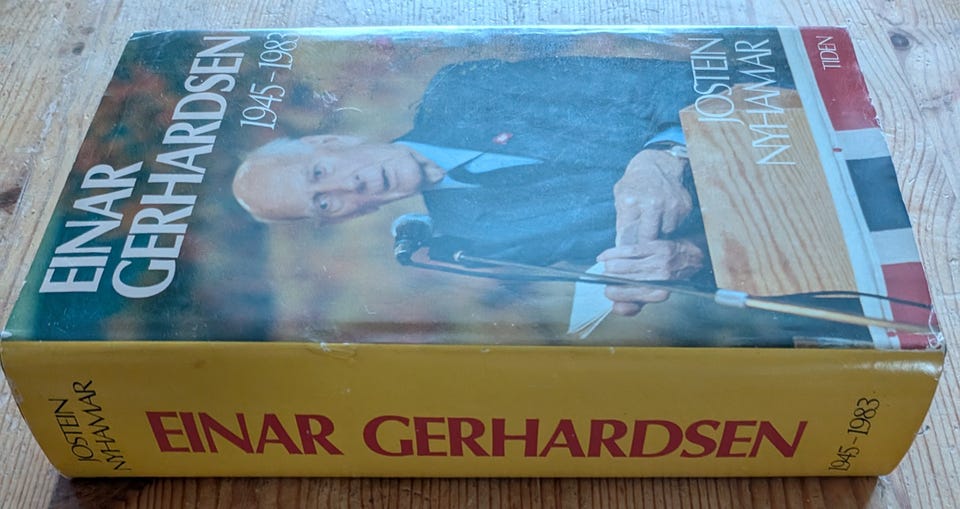 EINAR
GERHARDSEN
1945-1983
JOSTEIN
NYHAMAR
TIDEN
JOSTEIN
NYHAMAR
EINAR GERHARDSEN
1945-1983